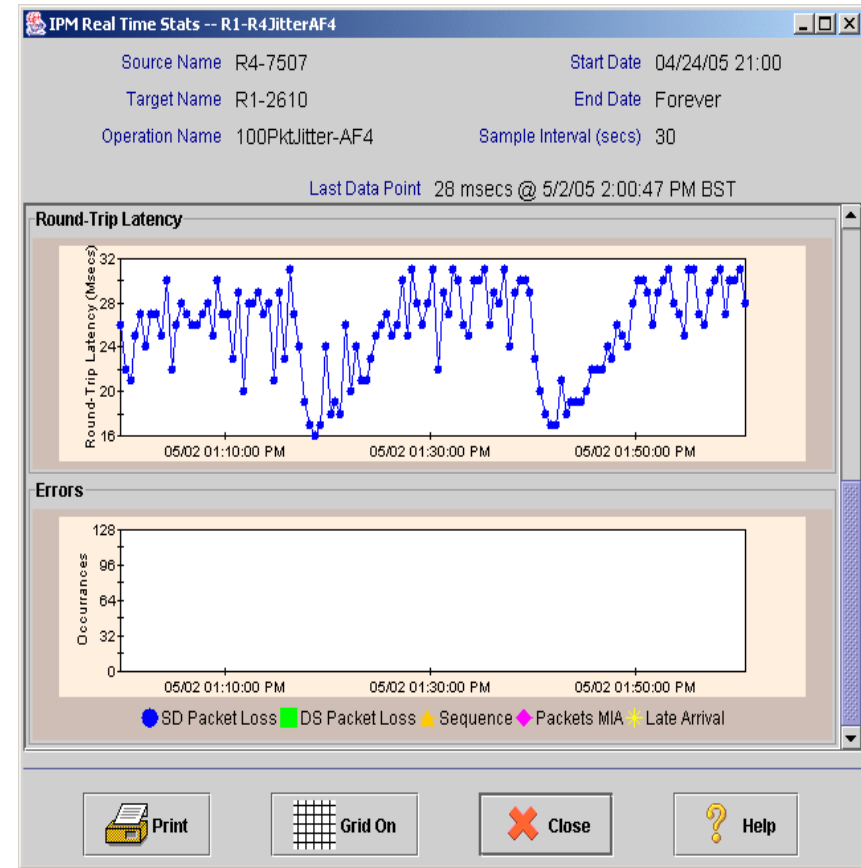 IPM Real Time Stats -- R1-R4JitterAF4
Source Name R4-7507 Start Date 04/24/05 21:00
Target Name R1-2610 End Date Forever
Operation Name 100PktJitter-AF4 Sample Interval (secs) 30
Last Data Point 28 msecs @ 5/2/05 2:00:47 PM BST
Round-Trip Latency
Round-Trip Latency (Msecs)
32
28
24
20
16
05/02 01:10:00 PM 05/02 01:30:00 PM 05/02 01:50:00 PM
Errors
Occurrances
128
96
64
32
0
05/02 01:10:00 PM 05/02 01:30:00 PM 05/02 01:50:00 PM
SD Packet Loss DS Packet Loss Sequence Packets MIA Late Arrival
Print Grid On Close Help